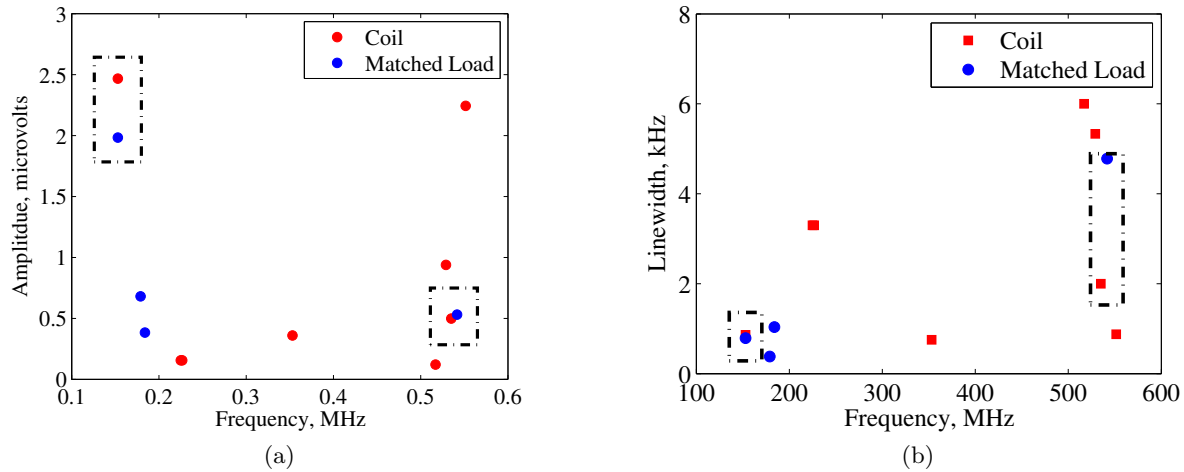 3
2.5
2
1.5
1
0.5
0
Amplitdue, microvolts
Coil
Matched Load
0.1 0.2 0.3 0.4 0.5 0.6
Frequency, MHz
(a)
8
6
4
2
0
Linewidth, kHz
Coil
Matched Load
100 200 300 400 500 600
Frequency, MHz
(b)